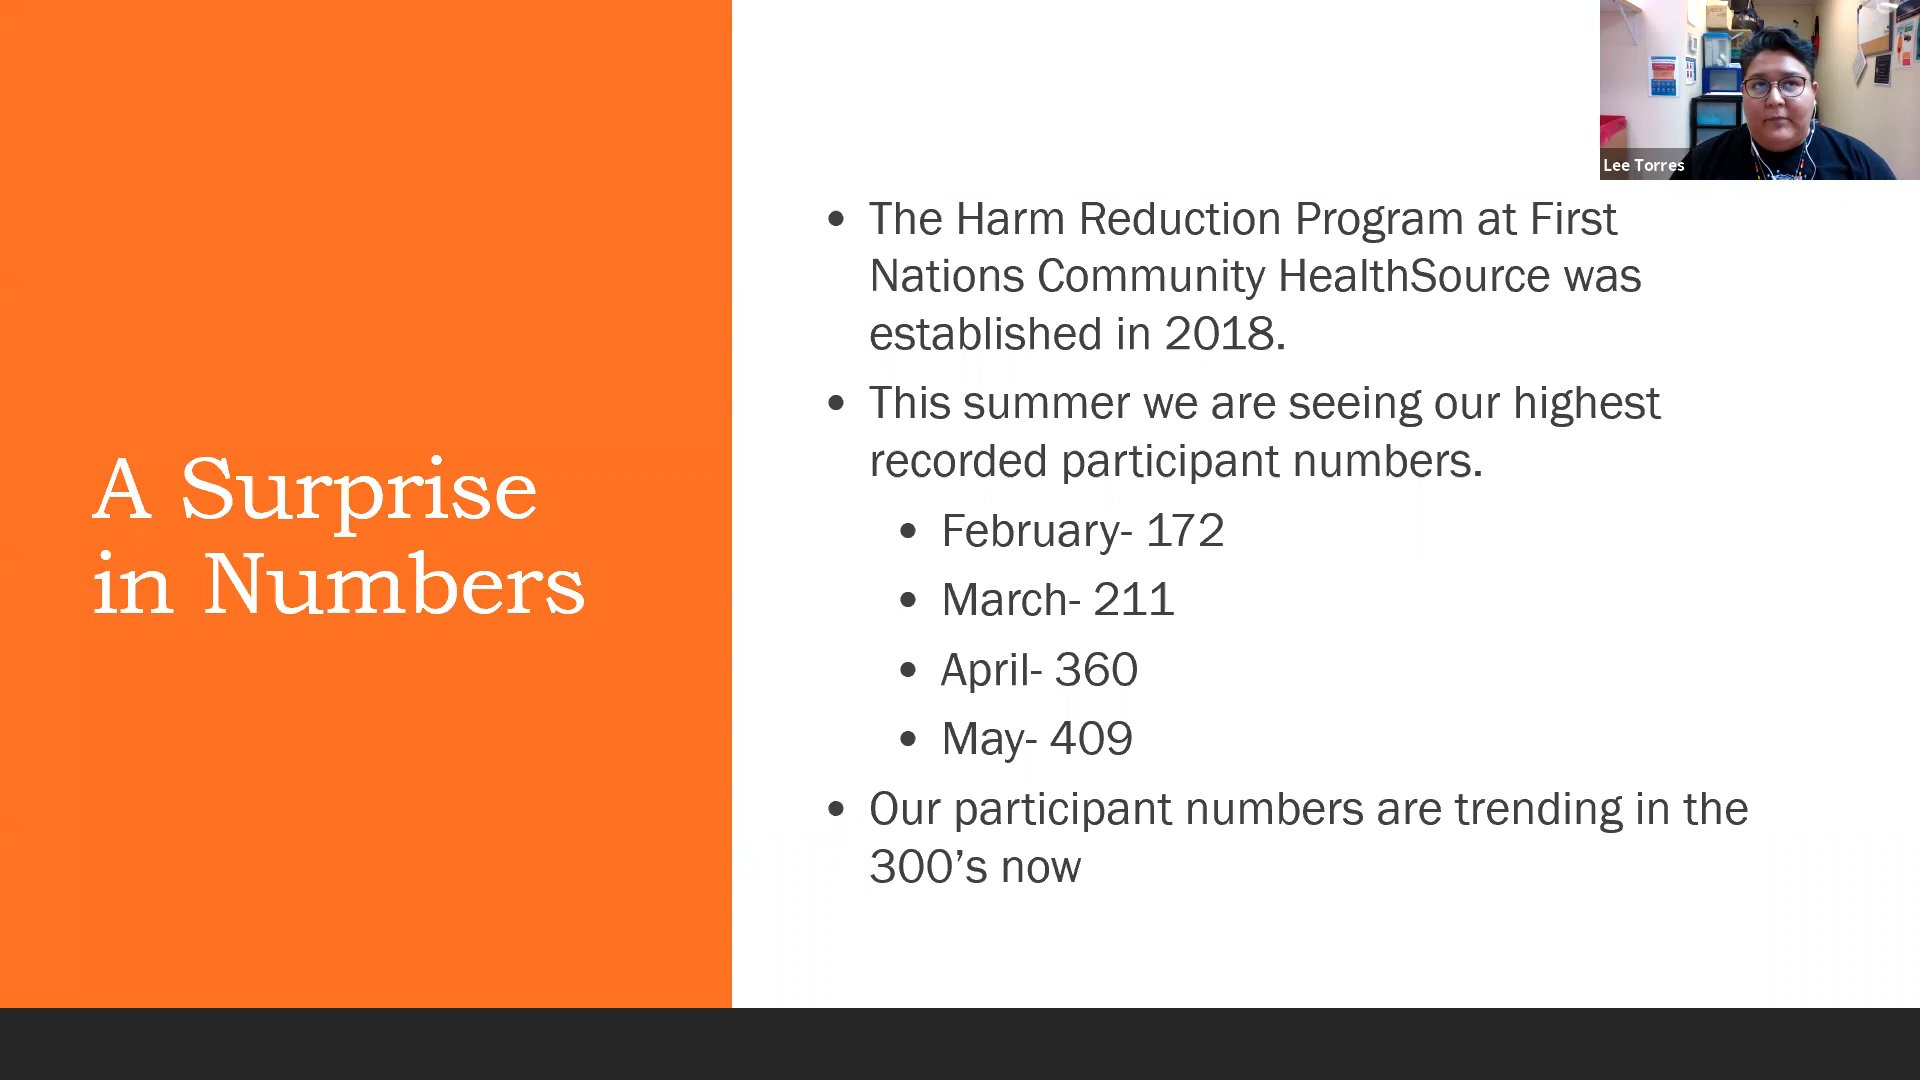 Lee Torres
A Surprise
in Numbers
• The Harm Reduction Program at First
Nations Community HealthSource was
established in 2018.
• This summer we are seeing our highest
recorded participant numbers.
• February- 172
• March- 211
• April- 360
• May- 409
• Our participant numbers are trending in the
300’s now